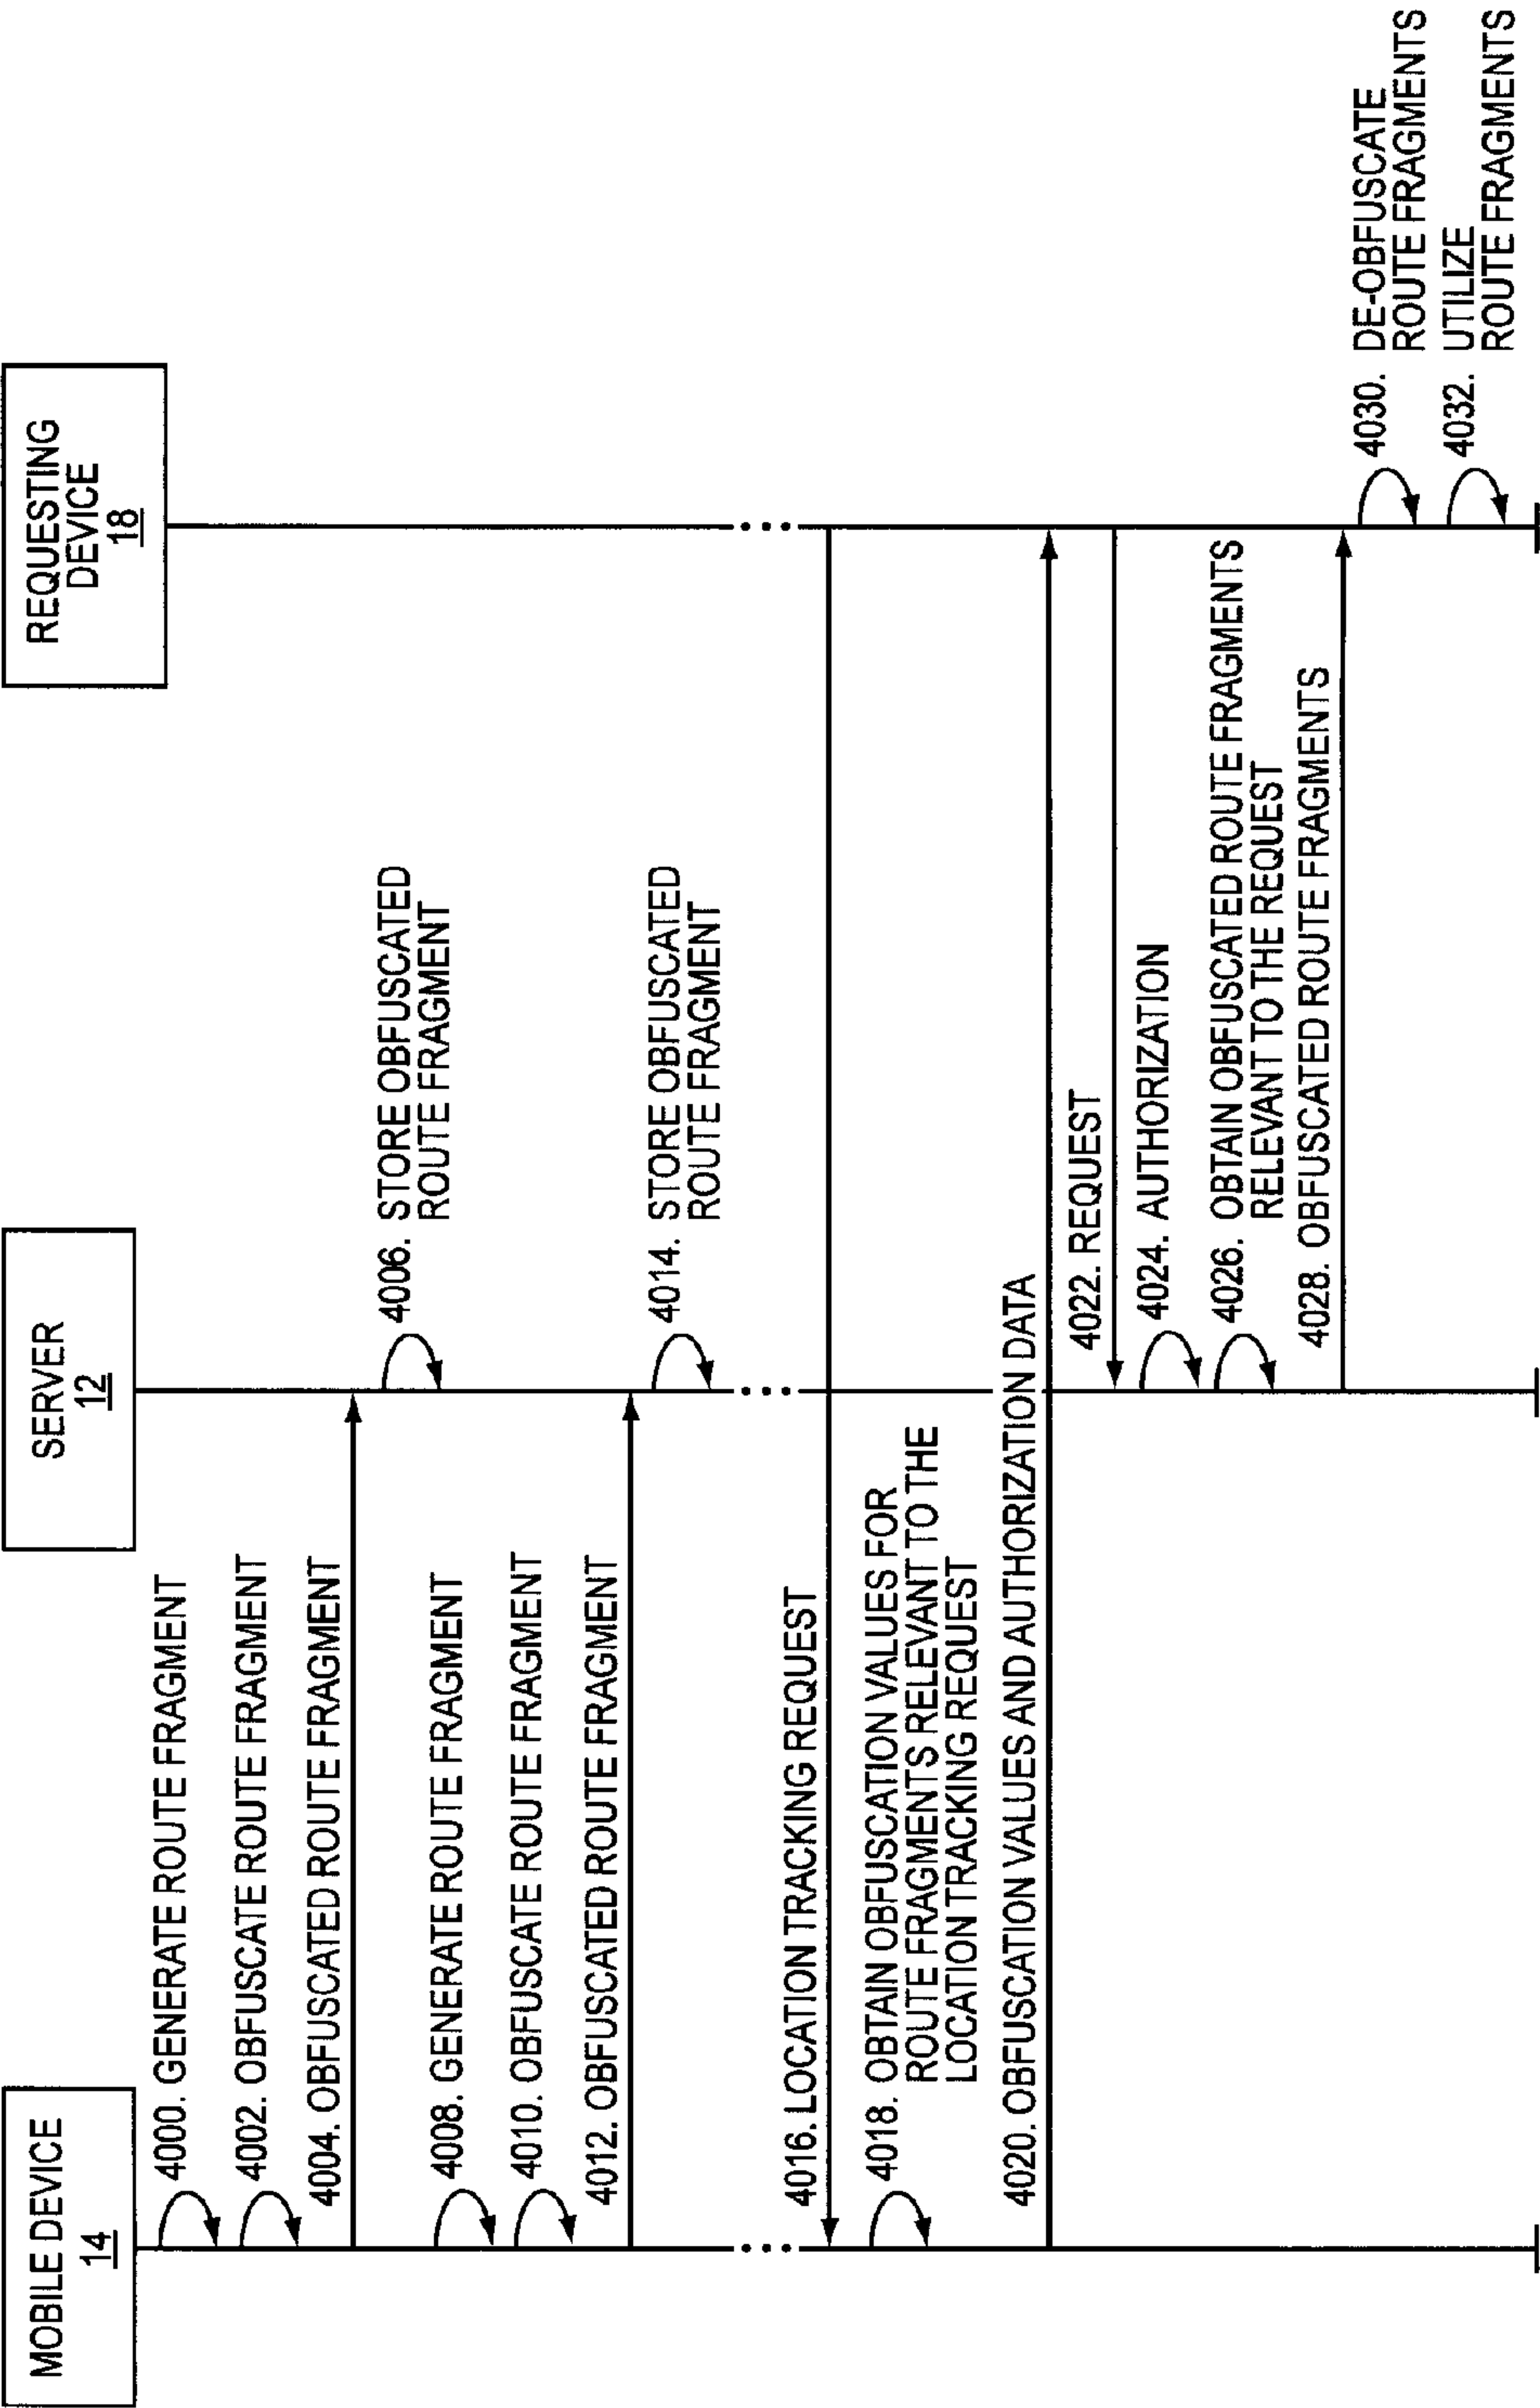 MOBILE DEVICE
14
SERVER
12
REQUESTING
DEVICE
18
4000. GENERATE ROUTE FRAGMENT
4002. OBFUSCATE ROUTE FRAGMENT
4004. OBFUSCATED ROUTE FRAGMENT
4006. STORE OBFUSCATED
ROUTE FRAGMENT
4008. GENERATE ROUTE FRAGMENT
4010. OBFUSCATE ROUTE FRAGMENT
4012. OBFUSCATED ROUTE FRAGMENT
4014. STORE OBFUSCATED
ROUTE FRAGMENT
4016. LOCATION TRACKING REQUEST
4018. OBTAIN OBFUSCATION VALUES FOR
ROUTE FRAGMENTS RELEVANT TO THE
LOCATION TRACKING REQUEST
4020. OBFUSCATION VALUES AND AUTHORIZATION DATA
4022. REQUEST
4024. AUTHORIZATION
4026. OBTAIN OBFUSCATED ROUTE FRAGMENTS
RELEVANT TO THE REQUEST
4028. OBFUSCATED ROUTE FRAGMENTS
4030. DE-OBFUSCATE
ROUTE FRAGMENTS
4032. UTILIZE
ROUTE FRAGMENTS